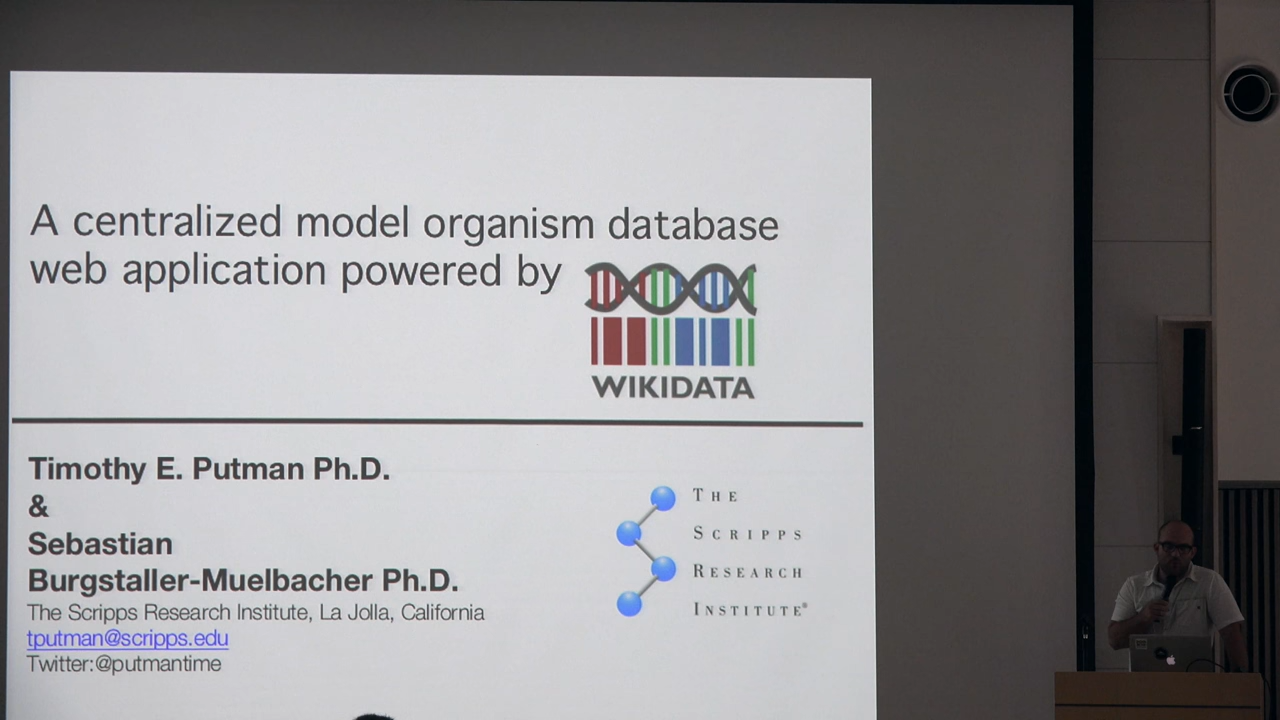 A centralized model organism database
web application powered by
WIKIDATA
Timothy E. Putman Ph.D.
&
Sebastian
Burgstaller-Muelbacher Ph.D.
The Scripps Research Institute, La Jolla, California
tputman@scripps.edu
Twitter:@putmantime
THE
SCRIPPS
RESEARCH
INSTITUTE®